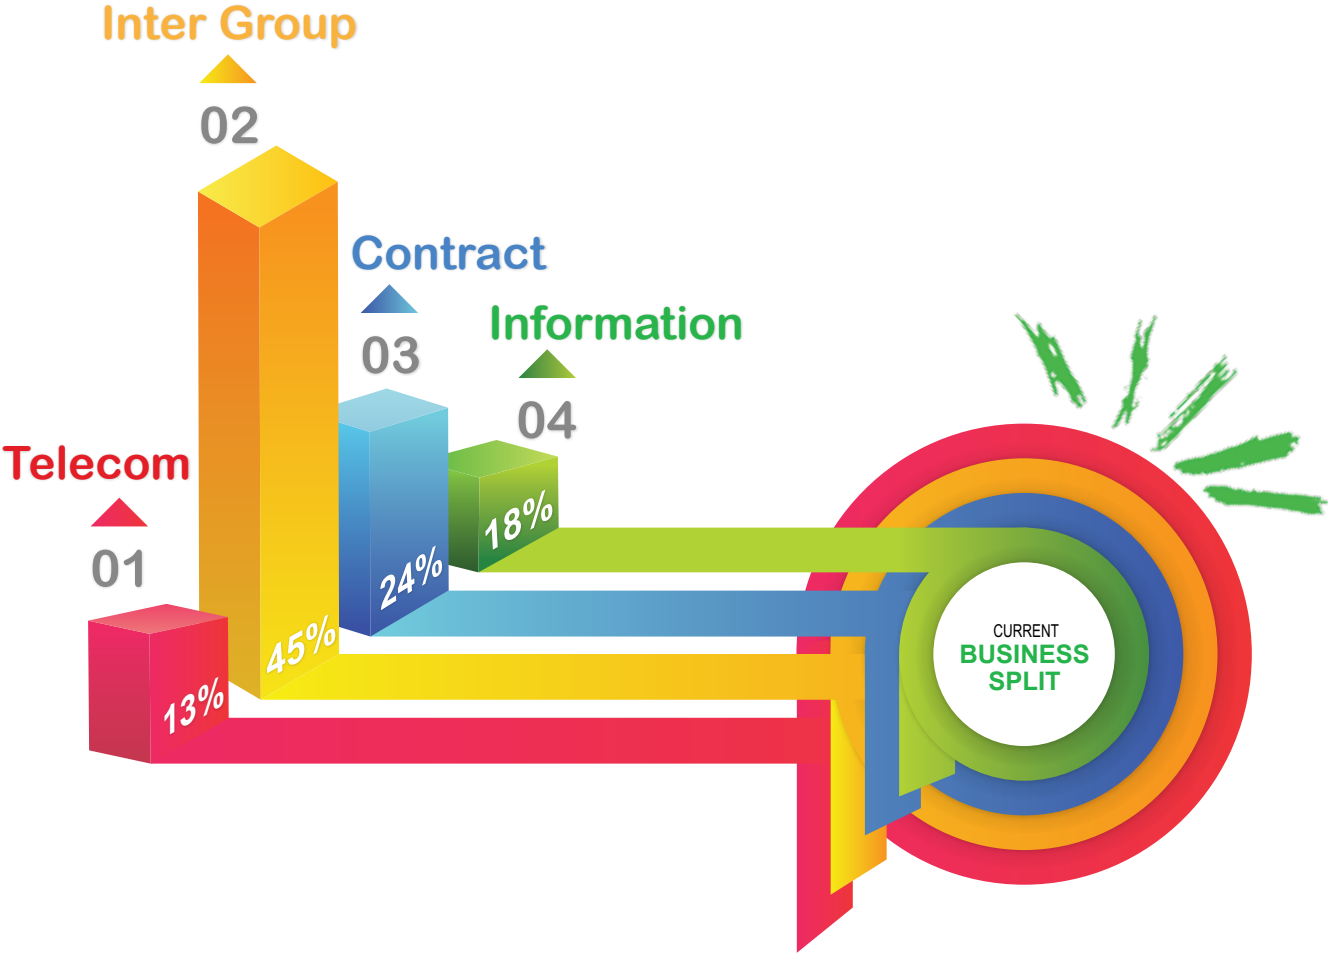 Inter Group
02
Contract
03
Information
04
Telecom
01
18%
24%
45%
13%
CURRENT
BUSINESS
SPLIT